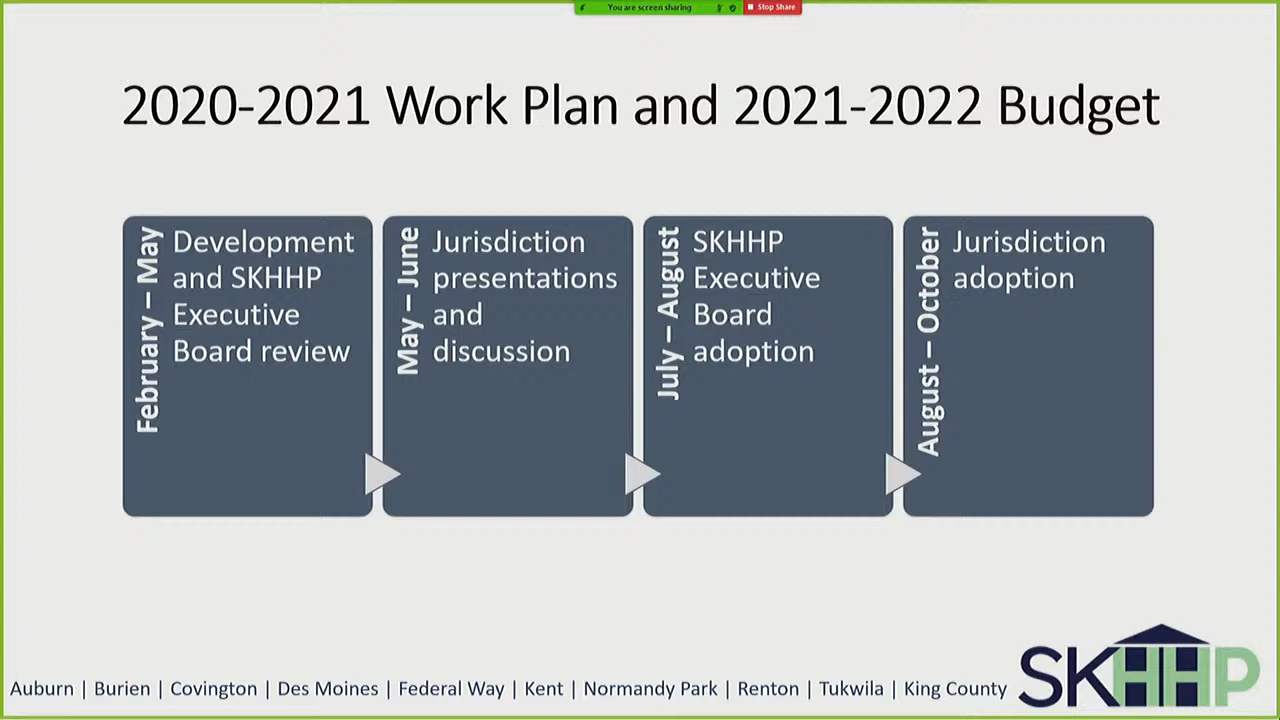 You are screen sharing
Stop Share
2020-2021 Work Plan and 2021-2022 Budget
February – May
Development
and SKHHP
Executive
Board review
May – June
Jurisdiction
presentations
and
discussion
July – August
SKHHP
Executive
Board
adoption
August – October
Jurisdiction
adoption
Auburn | Burien | Covington | Des Moines | Federal Way | Kent | Normandy Park | Renton | Tukwila | King County
SKHHP